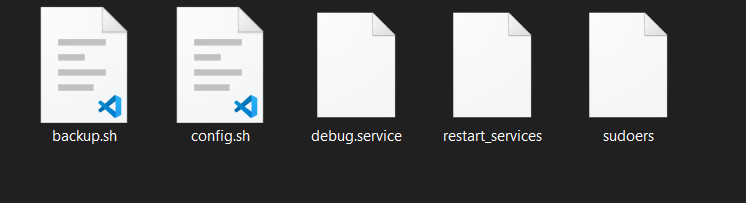 backup.sh
config.sh
debug.service
restart_services
sudoers